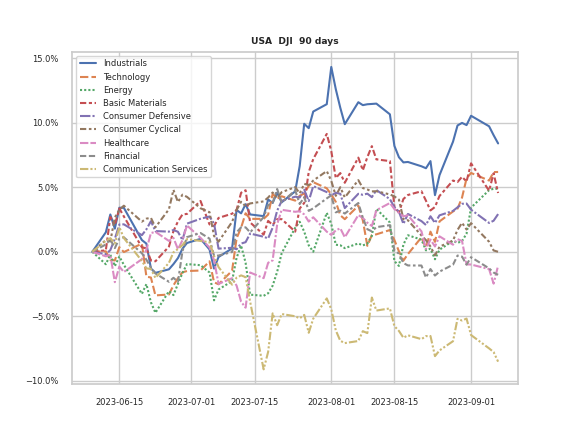 USA DJI 90 days
15.0%
10.0%
5.0%
0.0%
−5.0%
−10.0%
Industrials
Technology
Energy
Basic Materials
Consumer Defensive
Consumer Cyclical
Healthcare
Financial
Communication Services
2023-06-15
2023-07-01
2023-07-15
2023-08-01
2023-08-15
2023-09-01